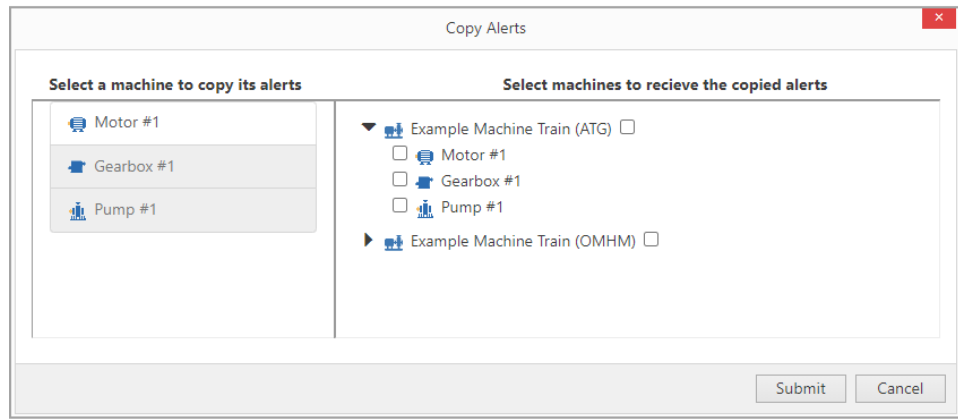 Copy Alerts
Select a machine to copy its alerts
Select machines to recieve the copied alerts
Motor #1
Gearbox #1
Pump #1
Example Machine Train (ATG)
Motor #1
Gearbox #1
Pump #1
Example Machine Train (OMHM)
Submit
Cancel